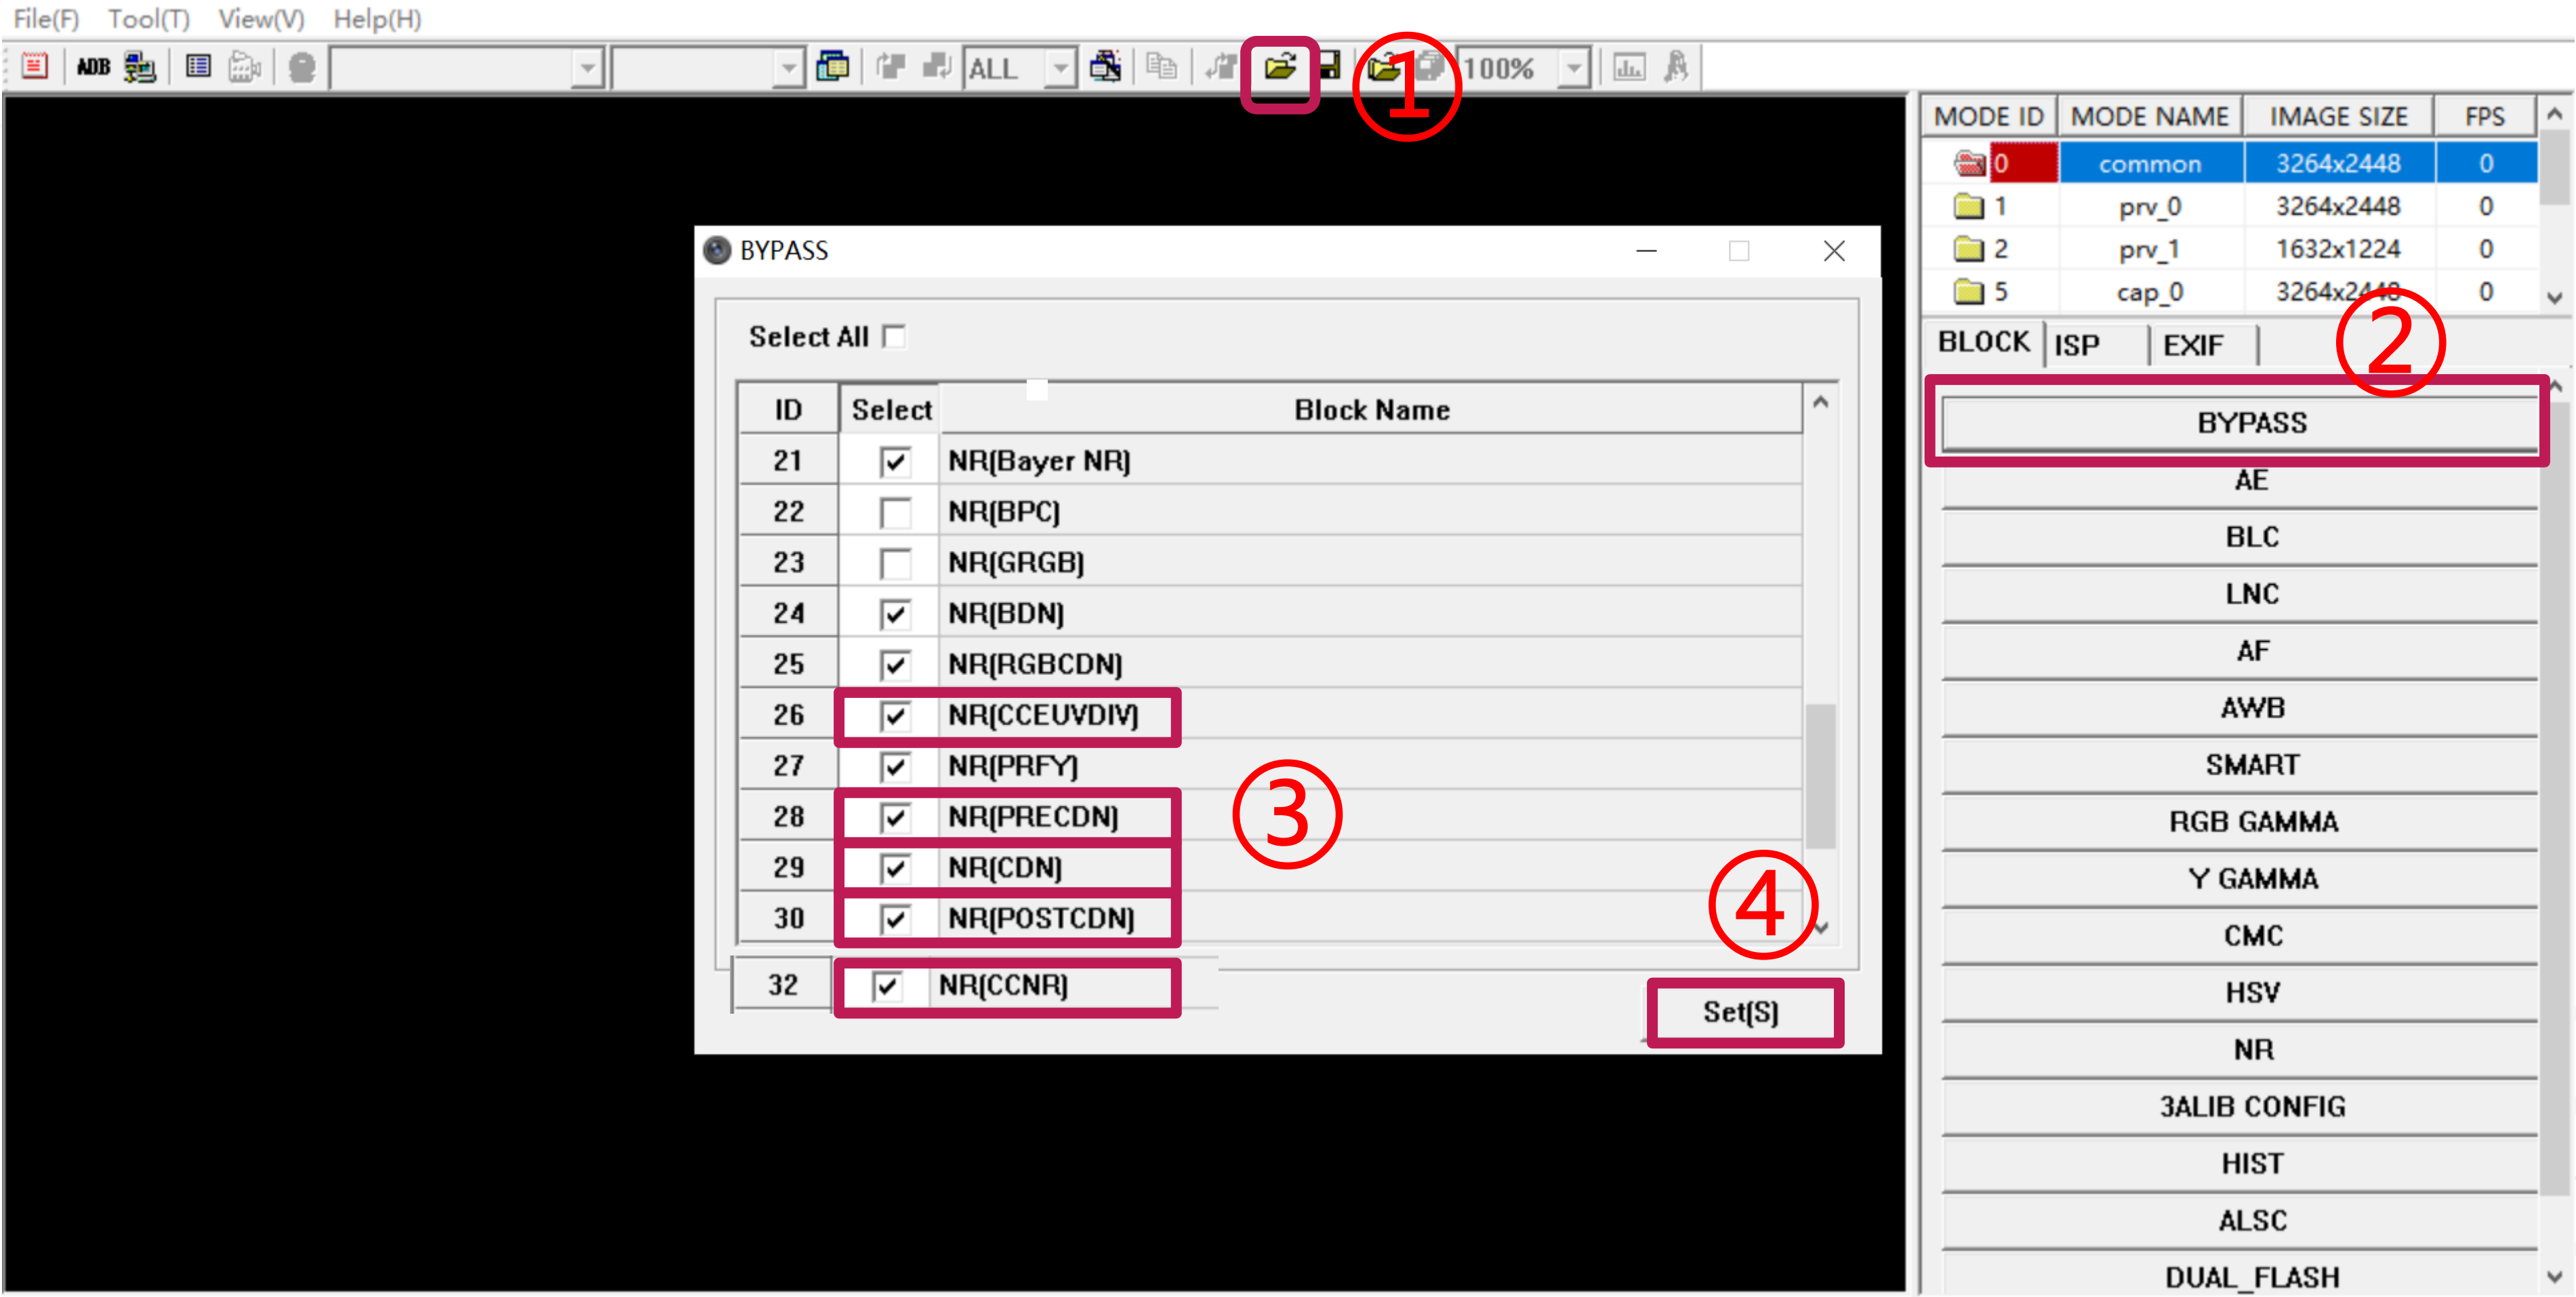 File(F) Tool(T) View(V) Help(H)
ADB ALL 100%
①
MODE ID MODE NAME IMAGE SIZE FPS
0 common 3264x2448 0
1 prv_0 3264x2448 0
2 prv_1 1632x1224 0
5 cap_0 3264x2448 0
②
BLOCK ISP EXIF
BYPASS
AE
BLC
LNC
AF
AWB
SMART
RGB GAMMA
Y GAMMA
CMC
HSV
NR
3ALIB CONFIG
HIST
ALSC
DUAL_FLASH
BYPASS
Select All
ID Select Block Name
21 NR(Bayer NR)
22 NR(BPC)
23 NR(GRGB)
24 NR(BDN)
25 NR(RGBCDN)
26 NR(CCEUVDIV)
27 NR(PRFY)
28 NR(PRECDN)
29 NR(CDN)
30 NR(POSTCDN)
32 NR(CCNR)
③
④
Set(S)